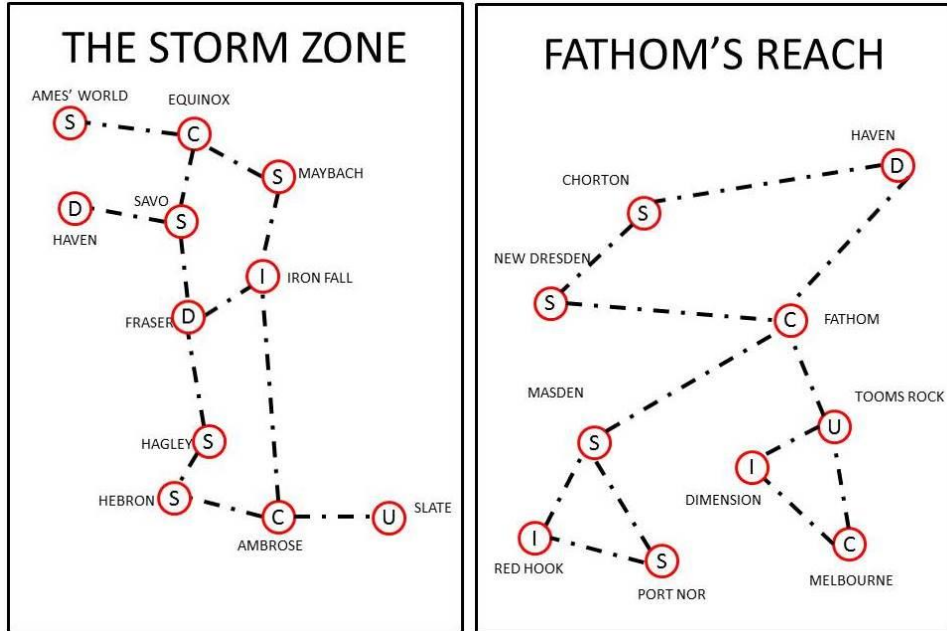 THE STORM ZONE
AMES' WORLD
EQUINOX
S
C
S
MAYBACH
SAVO
D
S
HAVEN
I
IRON FALL
FRASER
D
HAGLEY
S
HEBRON
S
C
U
SLATE
AMBROSE
FATHOM'S REACH
HAVEN
D
CHORTON
S
NEW DRESDEN
S
C
FATHOM
MASDEN
TOOMS ROCK
S
U
I
DIMENSION
I
C
RED HOOK
S
MELBOURNE
PORT NOR